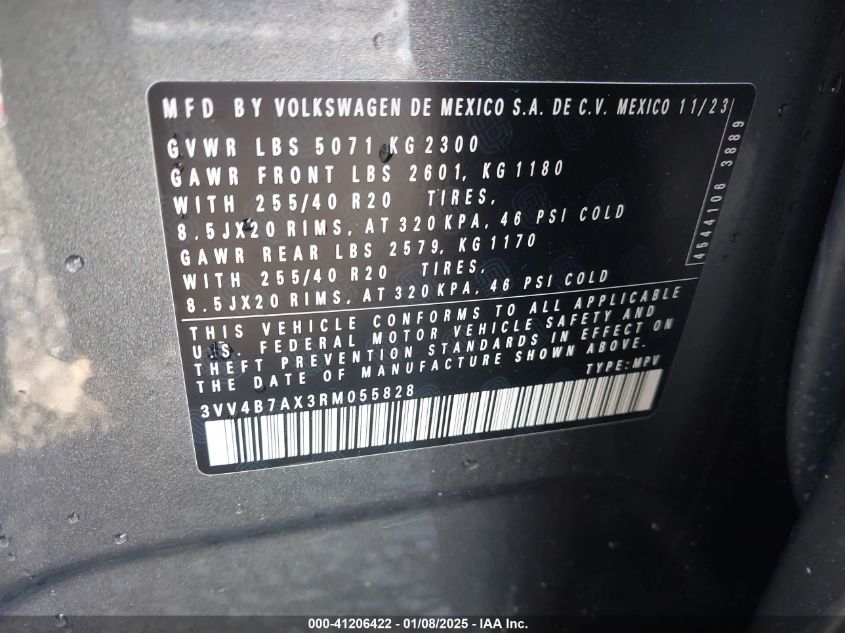 MFD BY VOLKSWAGEN DE MEXICO S.A. DE C.V. MEXICO 11/23
GVWR LBS 5071 KG 2300
GAWR FRONT LBS 2601, KG 1180
WITH 255/40 R20 TIRES,
8.5JX20 RIMS, AT 320 KPA, 46 PSI COLD
GAWR REAR LBS 2579, KG 1170
WITH 255/40 R20 TIRES,
8.5JX20 RIMS, AT 320 KPA, 46 PSI COLD
THIS VEHICLE CONFORMS TO ALL APPLICABLE
U.S. FEDERAL MOTOR VEHICLE SAFETY AND
THEFT PREVENTION STANDARDS IN EFFECT ON
THE DATE OF MANUFACTURE SHOWN ABOVE.
TYPE: MPV
3VV4B7AX3RM055828
4644106 3889
000-41206422 — 01/08/2025 — IAA Inc.